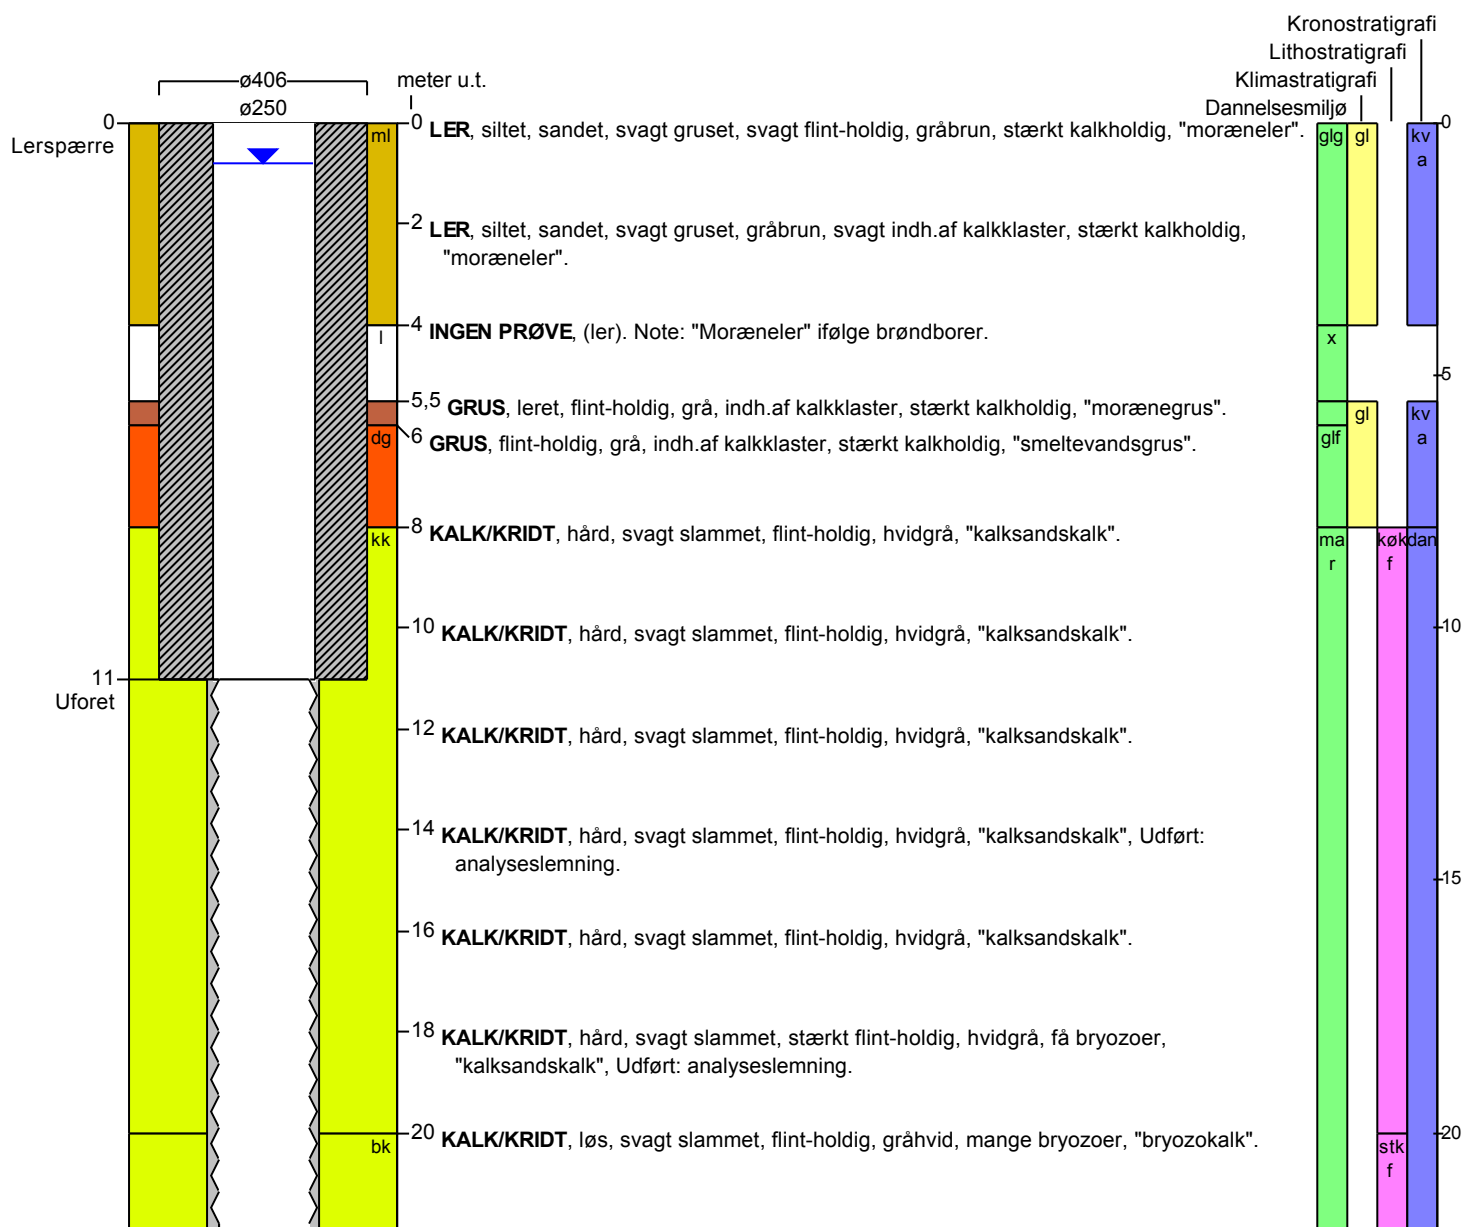 Kronostratigrafi
Lithostratigrafi
Klimastratigrafi
Dannelsesmiljø
ø406
ø250
meter u.t.
0
Lerspærre
ml
0
LER, siltet, sandet, svagt gruset, svagt flint-holdig, gråbrun, stærkt kalkholdig, "moræneler".
glg
gl
kv
a
0
2
LER, siltet, sandet, svagt gruset, gråbrun, svagt indh.af kalkklaster, stærkt kalkholdig,
"moræneler".
l
4
INGEN PRØVE, (ler). Note: "Moræneler" ifølge brøndborer.
x
5
5,5
GRUS, leret, flint-holdig, grå, indh.af kalkklaster, stærkt kalkholdig, "morænegrus".
gl
kv
a
dg
6
GRUS, flint-holdig, grå, indh.af kalkklaster, stærkt kalkholdig, "smeltevandsgrus".
glf
kk
8
KALK/KRIDT, hård, svagt slammet, flint-holdig, hvidgrå, "kalksandskalk".
ma
r
køk
f
dan
10
KALK/KRIDT, hård, svagt slammet, flint-holdig, hvidgrå, "kalksandskalk".
10
11
Uforet
12
KALK/KRIDT, hård, svagt slammet, flint-holdig, hvidgrå, "kalksandskalk".
14
KALK/KRIDT, hård, svagt slammet, flint-holdig, hvidgrå, "kalksandskalk", Udført:
analyseslemning.
15
16
KALK/KRIDT, hård, svagt slammet, flint-holdig, hvidgrå, "kalksandskalk".
18
KALK/KRIDT, hård, svagt slammet, stærkt flint-holdig, hvidgrå, få bryozoer,
"kalksandskalk", Udført: analyseslemning.
bk
20
KALK/KRIDT, løs, svagt slammet, flint-holdig, gråhvid, mange bryozoer, "bryozokalk".
stk
f
20